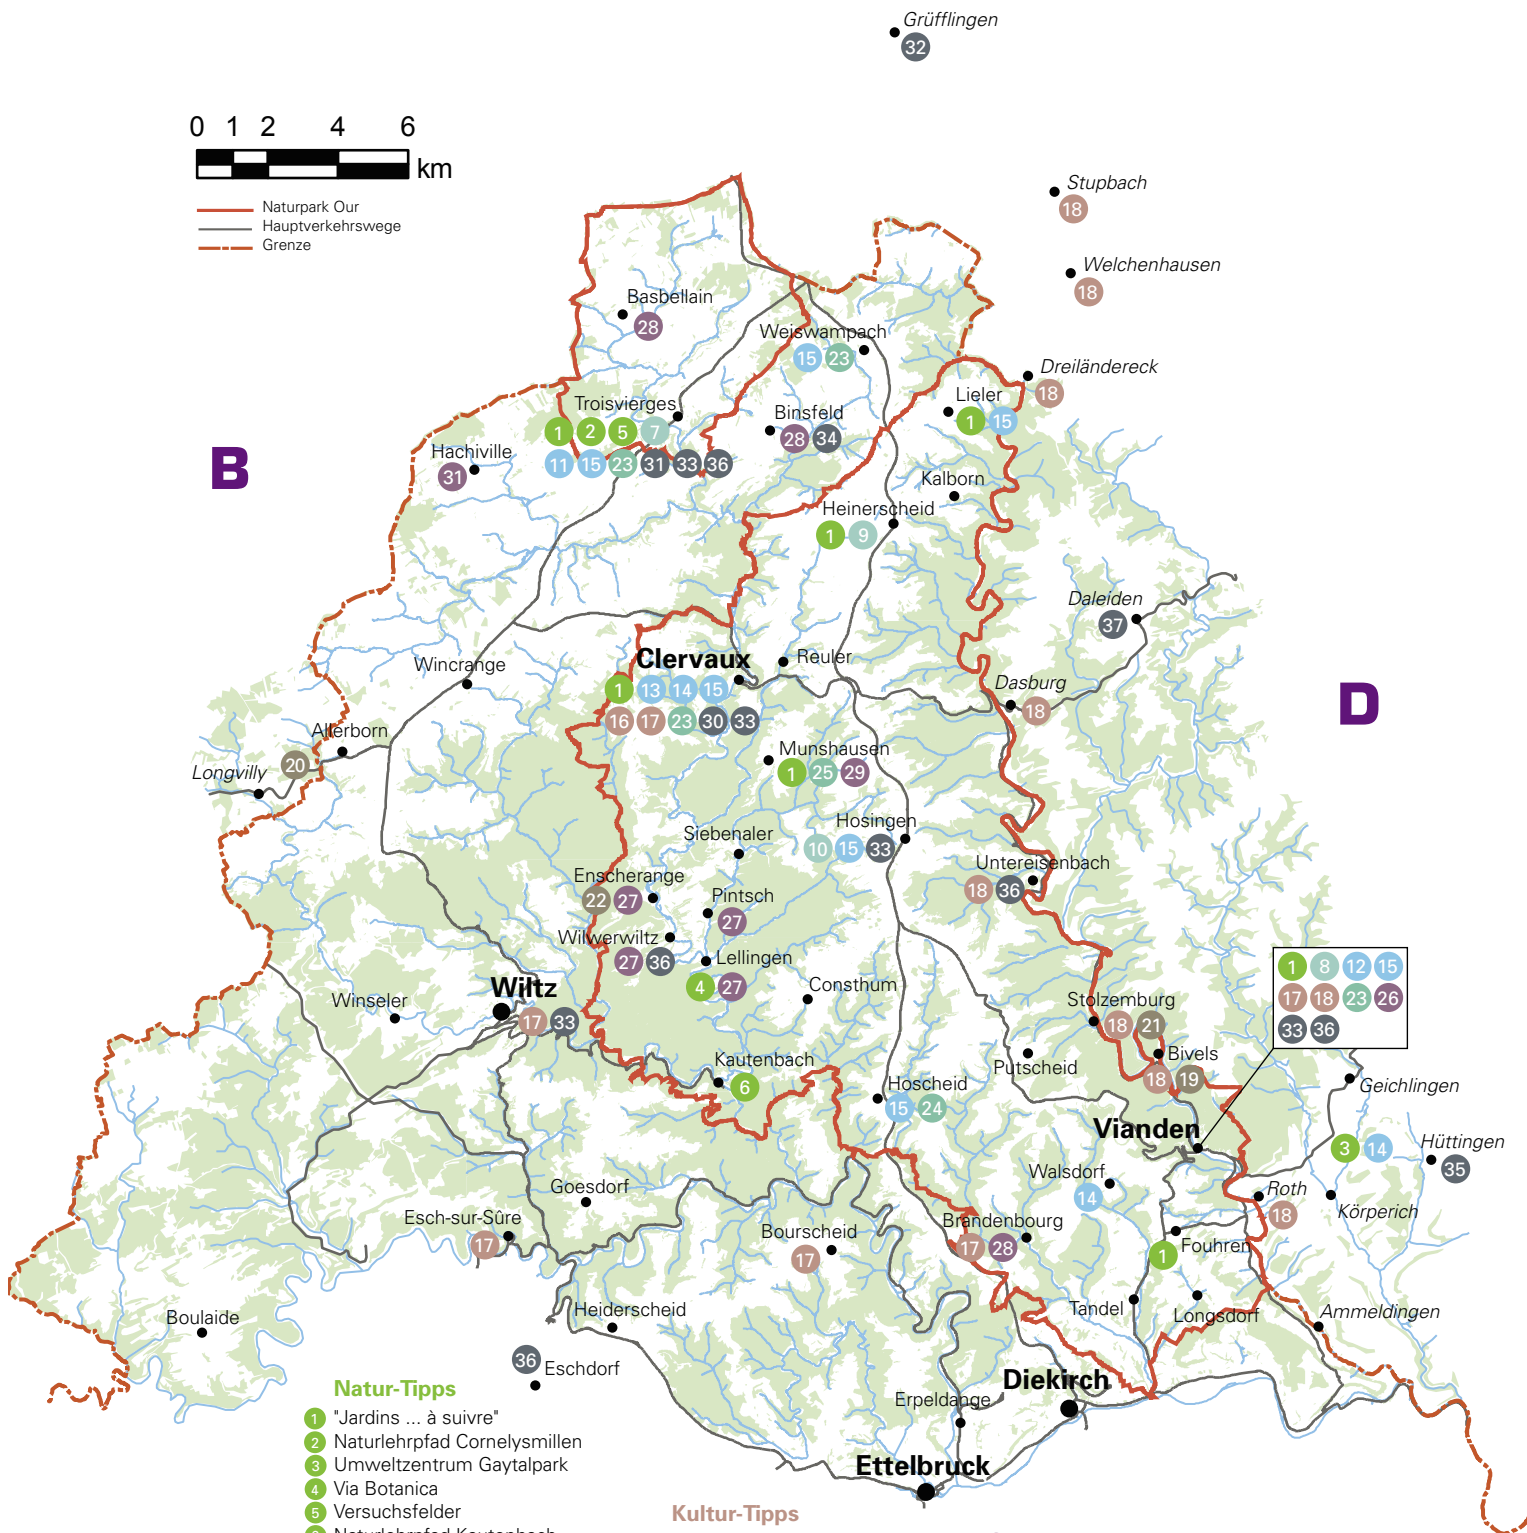 Grüfflingen
32
0 1 2 4 6
km
Naturpark Our
Hauptverkehrswege
Grenze
Stupbach
18
Welchenhausen
18
Basbellain
28
Weiswampach
15 23
Dreiländereck
18
Lieler
1 15
Troisvierges
1 2 5 7
11 15 23 31 33 36
Binsfeld
28 34
B
Hachiville
31
Kalborn
Heinerscheid
1 9
Daleiden
37
Clervaux
1 13 14 15
16 17 23 30 33
Reuler
Wincrange
Dasburg
18
D
Allerborn
20
Longvilly
Munshausen
1 25 29
Siebenaler
Hosingen
10 15 33
Untereisenbach
18 36
Enscherange
22 27
Pintsch
27
Wilwerwiltz
27 36
Lellingen
4 27
Consthum
1 8 12 15
17 18 23 26
33 36
Wiltz
17 33
Winseler
Stolzemburg
18 21
Putscheid
Bivels
18 19
Kautenbach
6
Hoscheid
15 24
Geichlingen
Vianden
3 14
Hüttingen
35
Walsdorf
14
Goesdorf
Roth
18
Körperich
Esch-sur-Sûre
17
Bourscheid
17
Brandenbourg
17 28
Fouhren
1
Tandel
Longsdorf
Ammeldingen
Boulaide
Heiderscheid
36
Eschdorf
Diekirch
Erpeldange
Ettelbruck
Natur-Tipps
1 "Jardins ... à suivre"
2 Naturlehrpfad Cornelysmillen
3 Umweltzentrum Gaytalpark
4 Via Botanica
5 Versuchsfelder
6 Naturlehrpfad Kautenbach
Kultur-Tipps